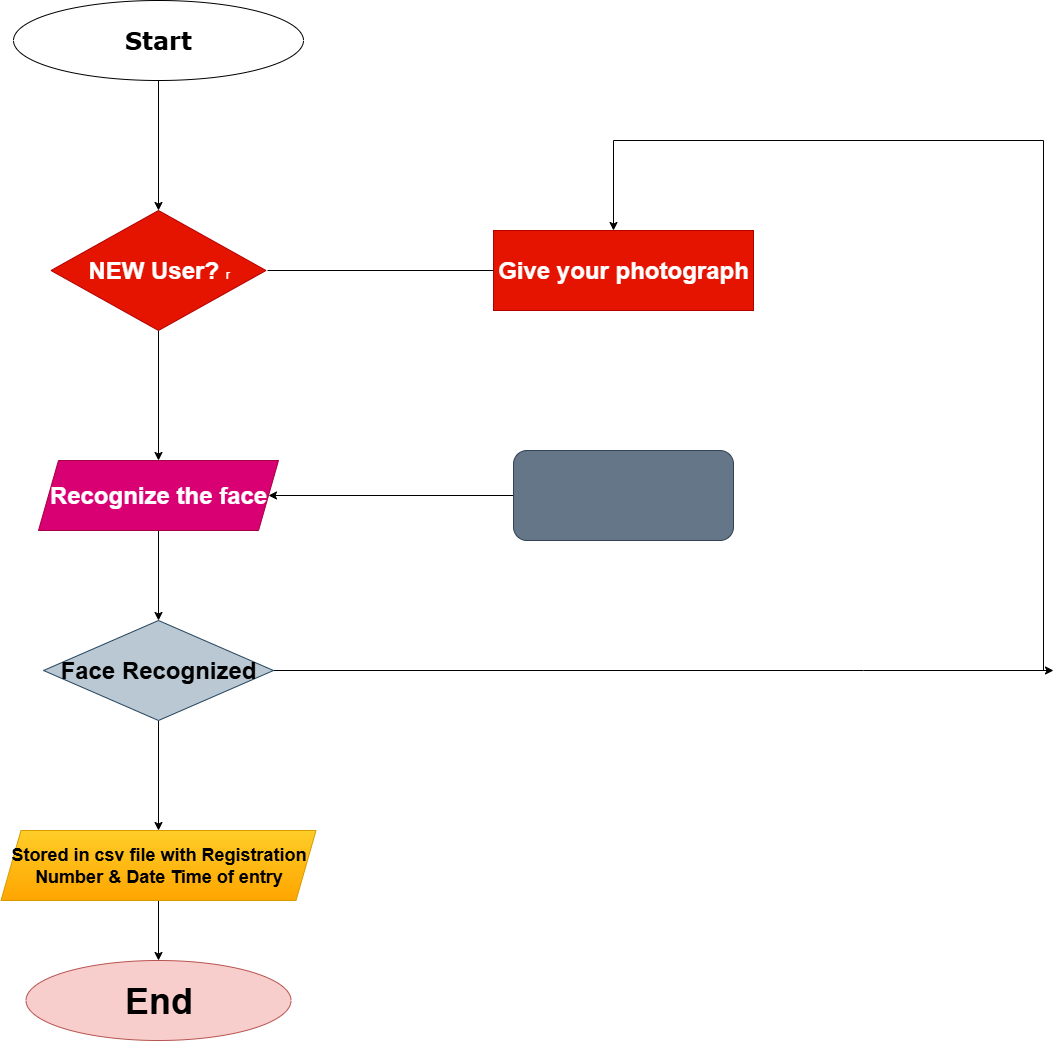 Start
NEW User? r
Give your photograph
Recognize the face
Face Recognized
Stored in csv file with Registration
Number & Date Time of entry
End